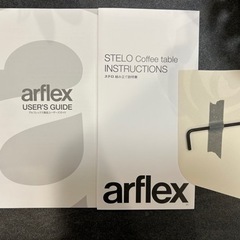 arflex
USER'S GUIDE
STELO Coffee table
INSTRUCTIONS
arflex